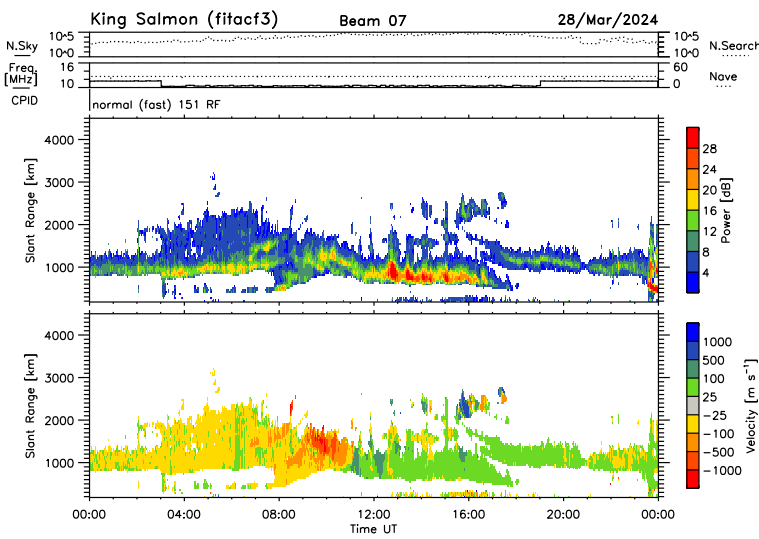 King Salmon (fitacf3) Beam 07 28/Mar/2024
N.Sky 10^5 10^0 10^5 10^0 N.Search
Freq [MHz] 16 10 60 0 Nave
CPID normal (fast) 151 RF
Slant Range [km] 4000 3000 2000 1000
28 24 20 16 12 8 4 Power [dB]
Slant Range [km] 4000 3000 2000 1000
1000 500 100 25 -25 -100 -500 -1000 Velocity [m s⁻¹]
00:00 04:00 08:00 12:00 16:00 20:00 00:00
Time UT